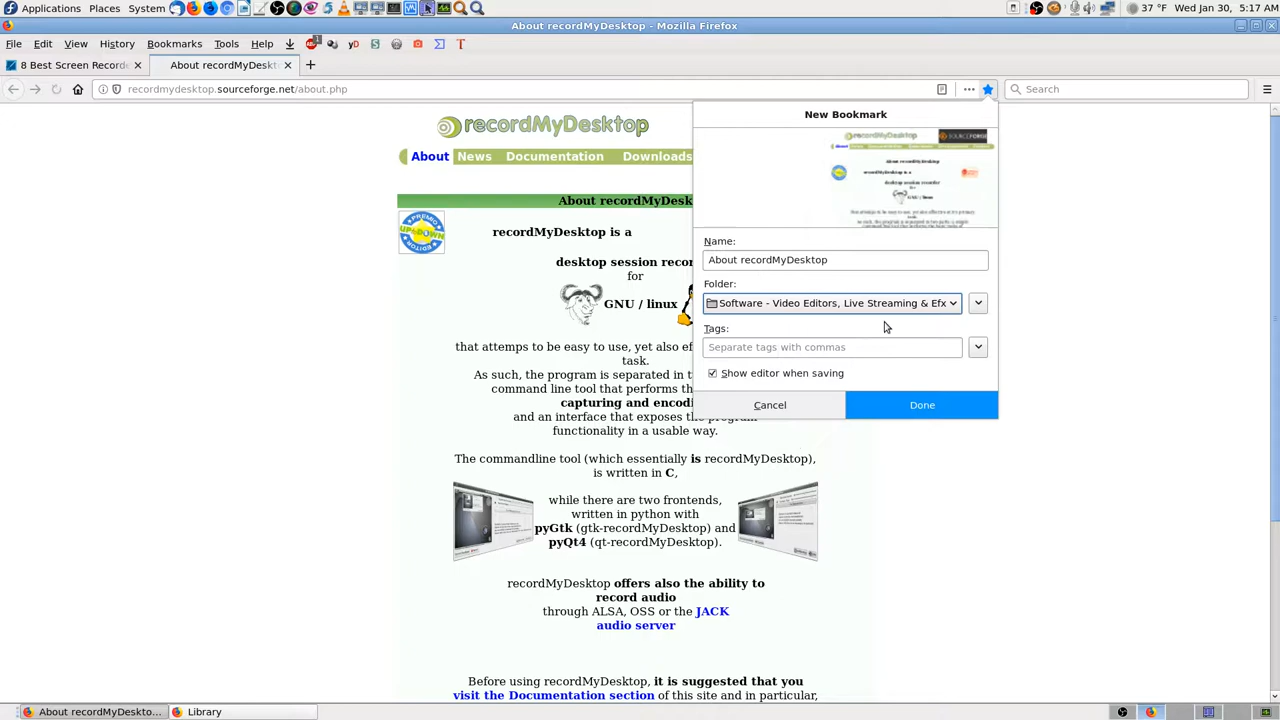 Applications Places System 37 °F Wed Jan 30, 5:17 AM
About recordMyDesktop - Mozilla Firefox
File Edit View History Bookmarks Tools Help
8 Best Screen Record
About recordMyDeskt
recordmydesktop.sourceforge.net/about.php
Search
New Bookmark
recordMyDesktop
About News Documentation Downloads
About recordMyDesk
recordMyDesktop is a
desktop session recor
for
GNU / linux
that attemps to be easy to use, yet also ef
task.
As such, the program is separated in t
command line tool that performs th
capturing and encodi
and an interface that exposes the program
functionality in a usable way.
The commandline tool (which essentially is recordMyDesktop),
is written in C,
while there are two frontends,
written in python with
pyGtk (gtk-recordMyDesktop) and
pyQt4 (qt-recordMyDesktop).
recordMyDesktop offers also the ability to
record audio
through ALSA, OSS or the JACK
audio server
Before using recordMyDesktop, it is suggested that you
visit the Documentation section of this site and in particular,
Name:
About recordMyDesktop
Folder:
Software - Video Editors, Live Streaming & Efx
Tags:
Separate tags with commas
Show editor when saving
Cancel Done
About recordMyDeskto...
Library